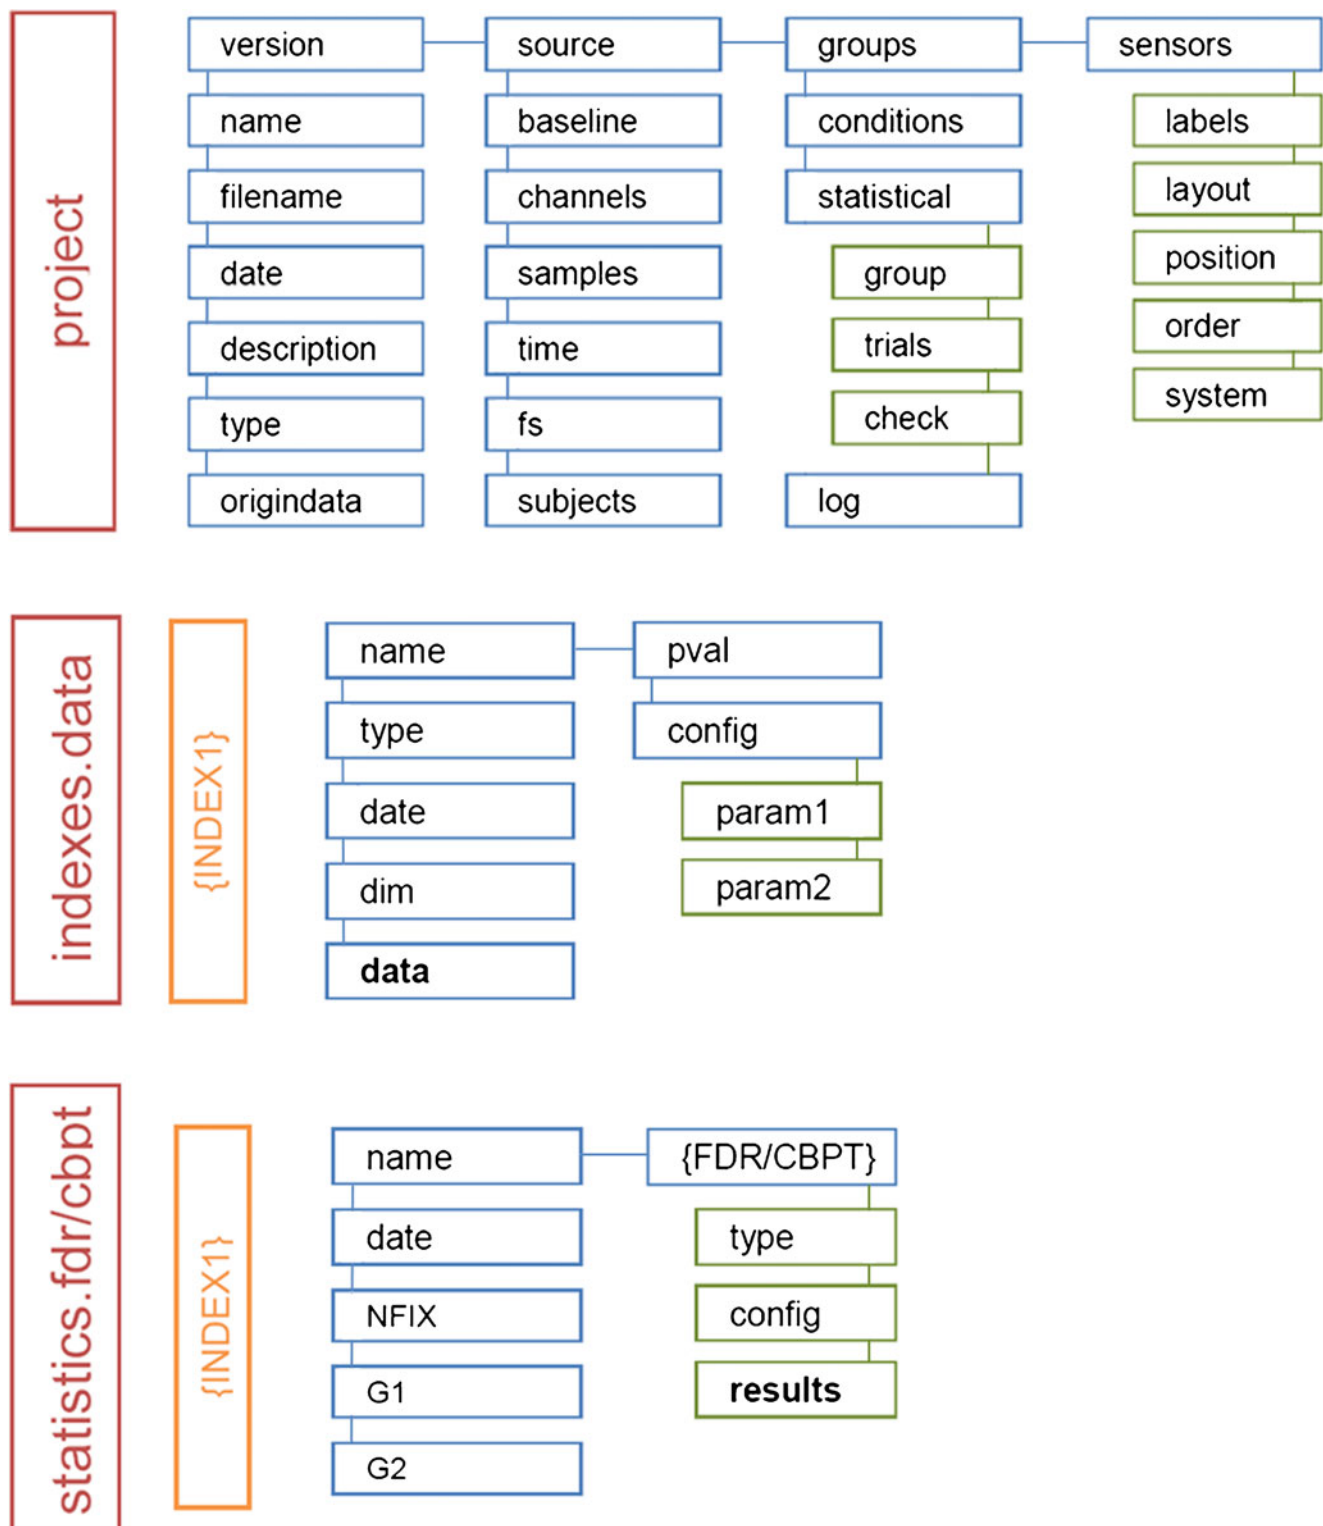 project
version
name
filename
date
description
type
origindata
source
baseline
channels
samples
time
fs
subjects
groups
conditions
statistical
group
trials
check
log
sensors
labels
layout
position
order
system
indexes.data
{INDEX1}
name
type
date
dim
data
pval
config
param1
param2
statistics.fdr/cbpt
{INDEX1}
name
date
NFIX
G1
G2
{FDR/CBPT}
type
config
results